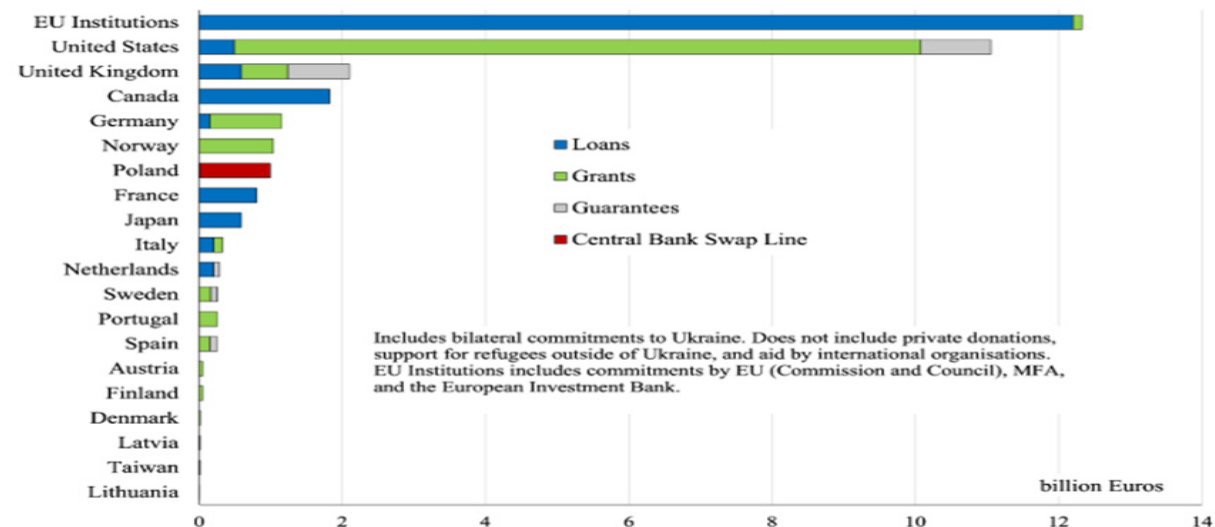 EU Institutions
United States
United Kingdom
Canada
Germany
Norway
Poland
France
Japan
Italy
Netherlands
Sweden
Portugal
Spain
Austria
Finland
Denmark
Latvia
Taiwan
Lithuania
Loans
Grants
Guarantees
Central Bank Swap Line
Includes bilateral commitments to Ukraine. Does not include private donations,
support for refugees outside of Ukraine, and aid by international organisations.
EU Institutions includes commitments by EU (Commission and Council), MFA,
and the European Investment Bank.
billion Euros
0 2 4 6 8 10 12 14